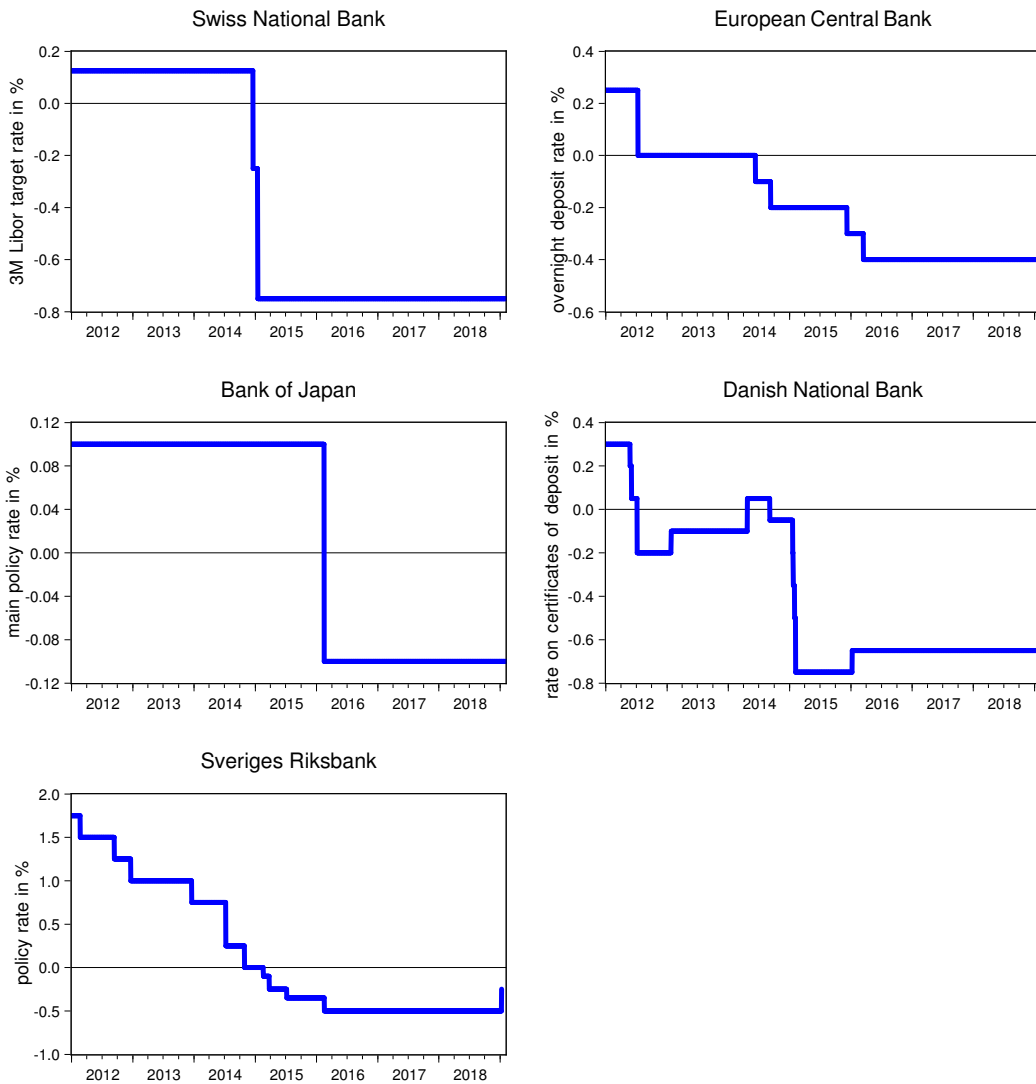 Swiss National Bank
3M Libor target rate in %
0.2
0.0
-0.2
-0.4
-0.6
-0.8
2012 2013 2014 2015 2016 2017 2018
European Central Bank
overnight deposit rate in %
0.4
0.2
0.0
-0.2
-0.4
-0.6
2012 2013 2014 2015 2016 2017 2018
Bank of Japan
main policy rate in %
0.12
0.08
0.04
0.00
-0.04
-0.08
-0.12
2012 2013 2014 2015 2016 2017 2018
Danish National Bank
rate on certificates of deposit in %
0.4
0.2
0.0
-0.2
-0.4
-0.6
-0.8
2012 2013 2014 2015 2016 2017 2018
Sveriges Riksbank
policy rate in %
2.0
1.5
1.0
0.5
0.0
-0.5
-1.0
2012 2013 2014 2015 2016 2017 2018